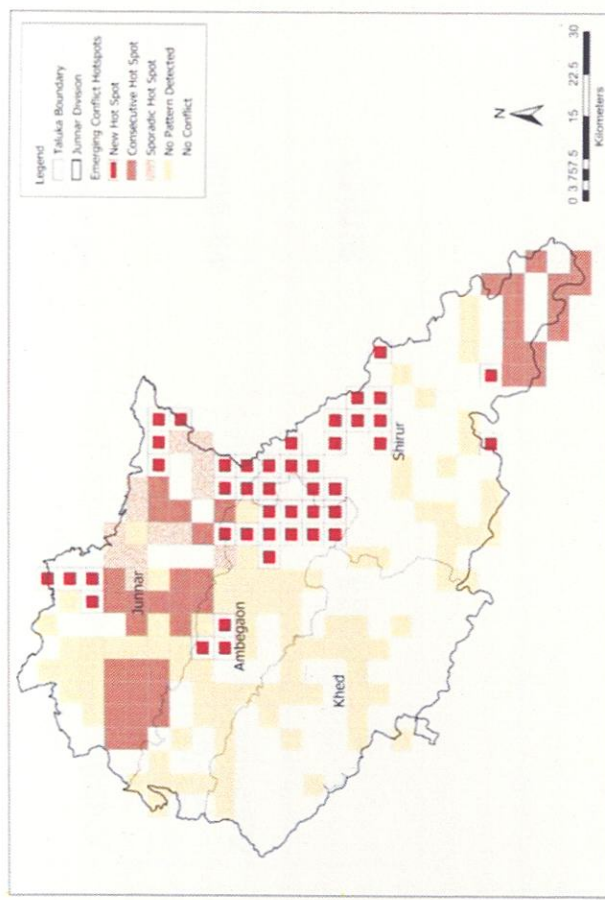 Legend
Taluka Boundary
Junnar Division
Emerging Conflict Hotspots
New Hot Spot
Consecutive Hot Spot
Sporadic Hot Spot
No Pattern Detected
No Conflict
N
0 3.757.5 15 22.5 30
Kilometers
Junnar
Ambegaon
Khed
Shirur